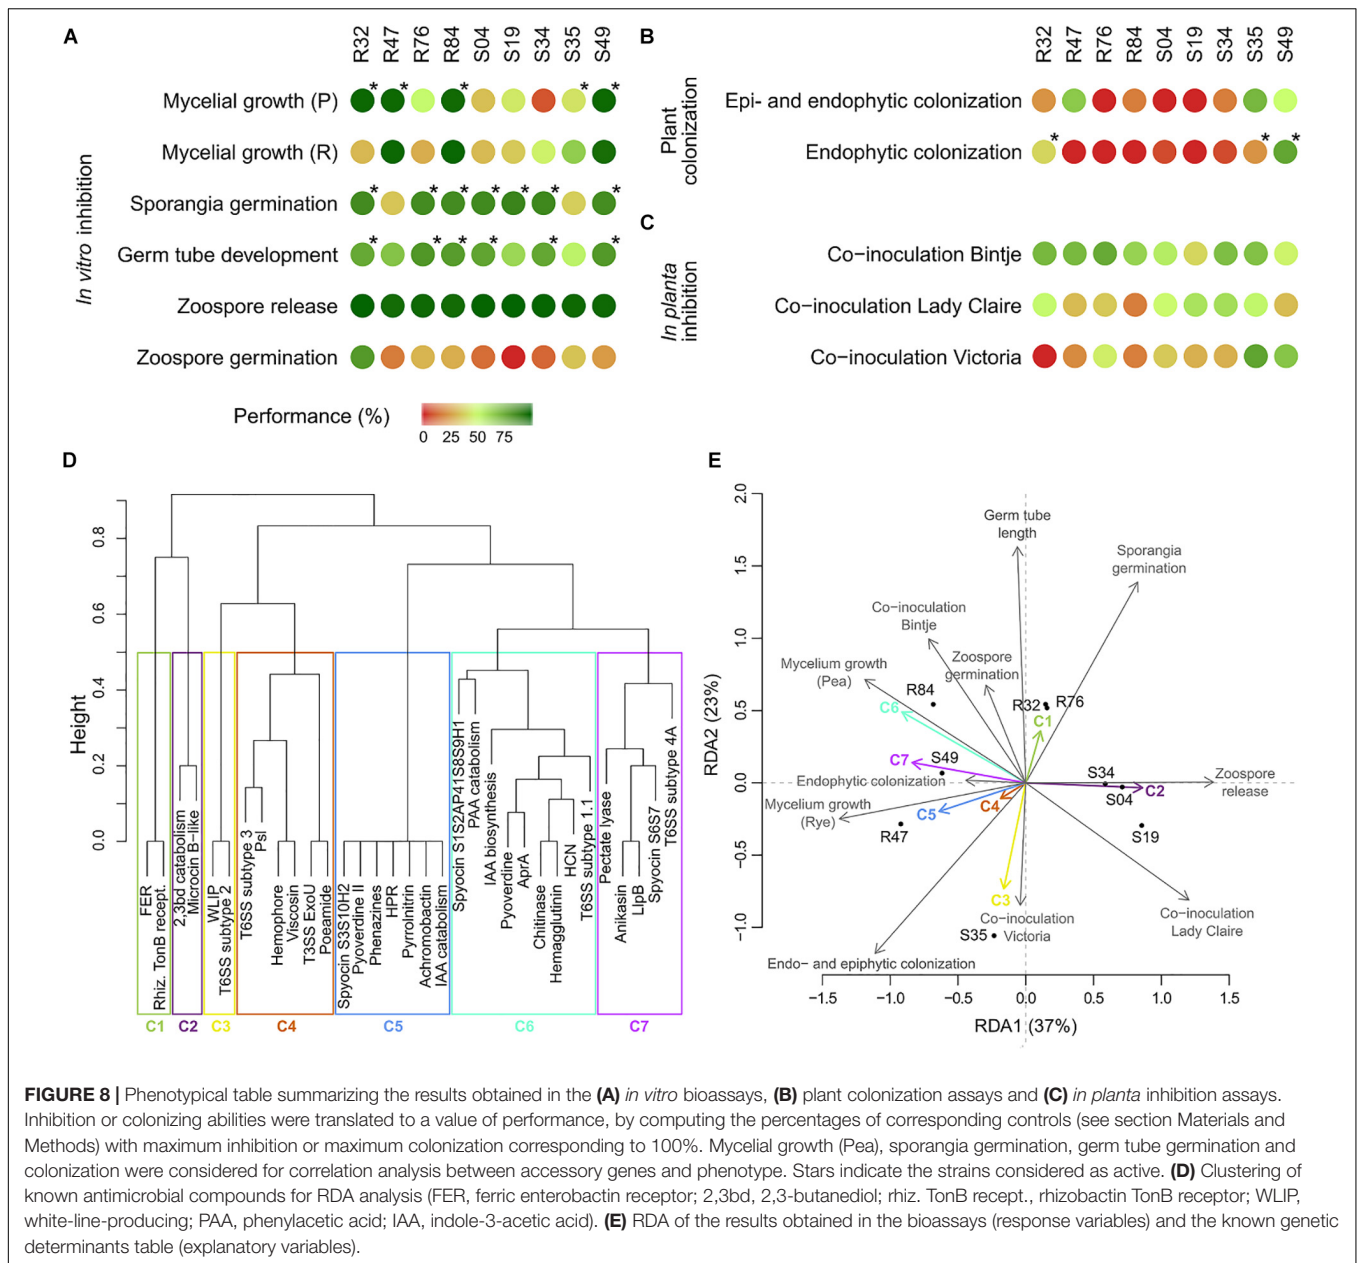 A
R32 R47 R76 R84 S04 S19 S34 S35 S49
In vitro inhibition
Mycelial growth (P)
* * * * *
Mycelial growth (R)
Sporangia germination
* * * * * * *
Germ tube development
* * * * * *
Zoospore release
Zoospore germination
Performance (%)
0 25 50 75
B
R32 R47 R76 R84 S04 S19 S34 S35 S49
Plant
colonization
Epi- and endophytic colonization
Endophytic colonization
* * *
C
In planta
inhibition
Co-inoculation Bintje
Co-inoculation Lady Claire
Co-inoculation Victoria
D
Height
0.0 0.2 0.4 0.6 0.8
FER
Rhiz. TonB recept.
2,3bd catabolism
Microcin B-like
WLIP
T6SS subtype 2
T6SS subtype 3
Psl
Hemophore
Viscosin
T3SS ExoU
Poeamide
Spyocin S3S10H2
Pyoverdine II
Phenazines
HPR
Pyrrolnitrin
Achromobactin
IAA catabolism
Spyocin S1S2AP41S8S9H1
PAA catabolism
IAA biosynthesis
Pyoverdine
AprA
Chitinase
Hemagglutinin
HCN
T6SS subtype 1.1
Pectate lyase
Anikasin
LlpB
Spyocin S6S7
T6SS subtype 4A
C1 C2 C3 C4 C5 C6 C7
E
RDA2 (23%)
2.0
1.5
1.0
0.5
0.0
−0.5
−1.0
Germ tube
length
Sporangia
germination
Co-inoculation
Bintje
Zoospore
germination
Mycelium growth
(Pea)
R84
C6
R32 R76
C1
C7
S49
Endophytic colonization
S34
S04
C2
Zoospore
release
Mycelium growth
(Rye)
C5
C4
R47
S19
C3
Co-inoculation
Victoria
S35
Co-inoculation
Lady Claire
Endo- and epiphytic colonization
−1.5 −1.0 −0.5 0.0 0.5 1.0 1.5
RDA1 (37%)
FIGURE 8 | Phenotypical table summarizing the results obtained in the (A) in vitro bioassays, (B) plant colonization assays and (C) in planta inhibition assays.
Inhibition or colonizing abilities were translated to a value of performance, by computing the percentages of corresponding controls (see section Materials and
Methods) with maximum inhibition or maximum colonization corresponding to 100%. Mycelial growth (Pea), sporangia germination, germ tube germination and
colonization were considered for correlation analysis between accessory genes and phenotype. Stars indicate the strains considered as active. (D) Clustering of
known antimicrobial compounds for RDA analysis (FER, ferric enterobactin receptor; 2,3bd, 2,3-butanediol; rhiz. TonB recept., rhizobactin TonB receptor; WLIP,
white-line-producing; PAA, phenylacetic acid; IAA, indole-3-acetic acid). (E) RDA of the results obtained in the bioassays (response variables) and the known genetic
determinants table (explanatory variables).